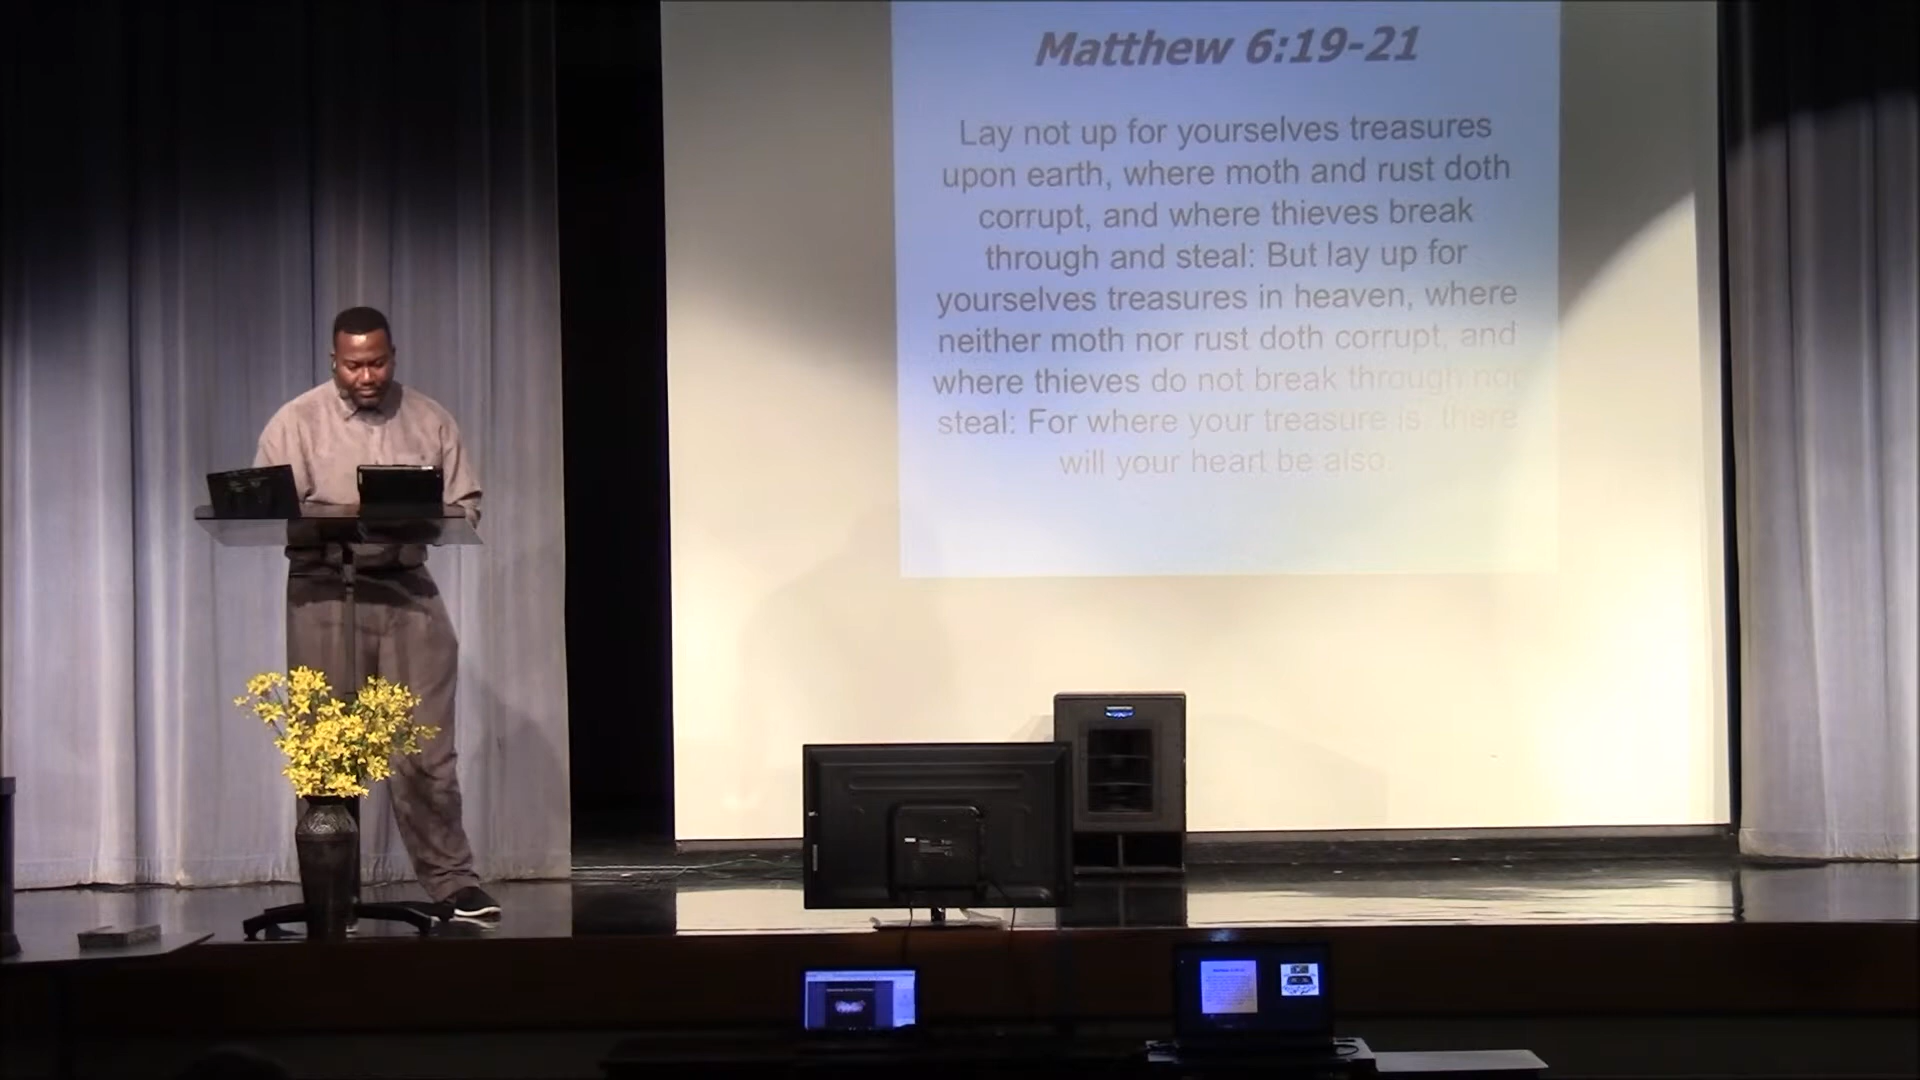 Matthew 6:19-21
Lay not up for yourselves treasures
upon earth, where moth and rust doth
corrupt, and where thieves break
through and steal: But lay up for
yourselves treasures in heaven, where
neither moth nor rust doth corrupt, and
where thieves do not break through nor
steal: For where your treasure is, there
will your heart be also.